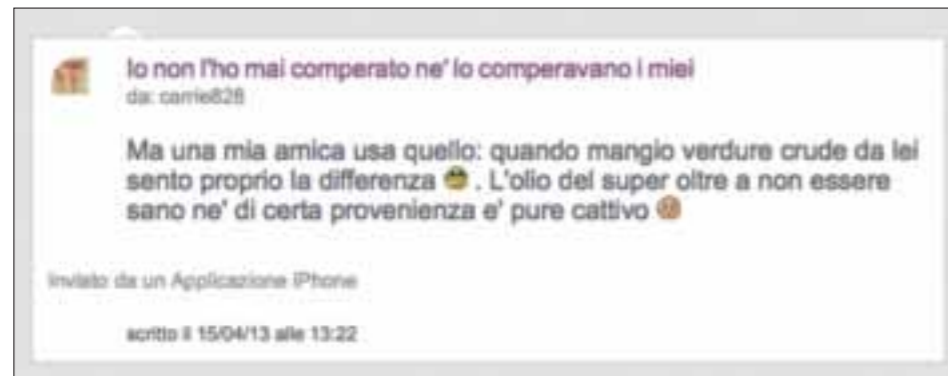 Io non l'ho mai comperato ne' lo comperavano i miei
da: carrie828
Ma una mia amica usa quello: quando mangio verdure crude da lei
sento proprio la differenza . L'olio del super oltre a non essere
sano ne' di certa provenienza e' pure cattivo
Inviato da un Applicazione iPhone
scritto il 15/04/13 alle 13:22